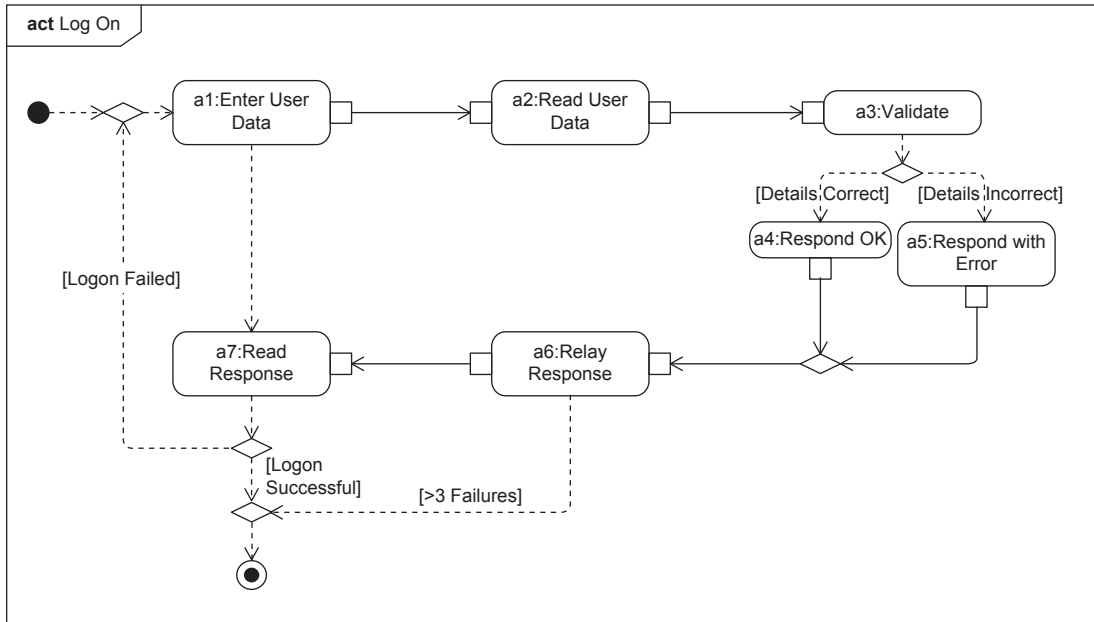 act Log On
a1:Enter User
Data
a2:Read User
Data
a3:Validate
[Details Correct]
[Details Incorrect]
a4:Respond OK
a5:Respond with
Error
[Logon Failed]
a7:Read
Response
a6:Relay
Response
[Logon
Successful]
[>3 Failures]